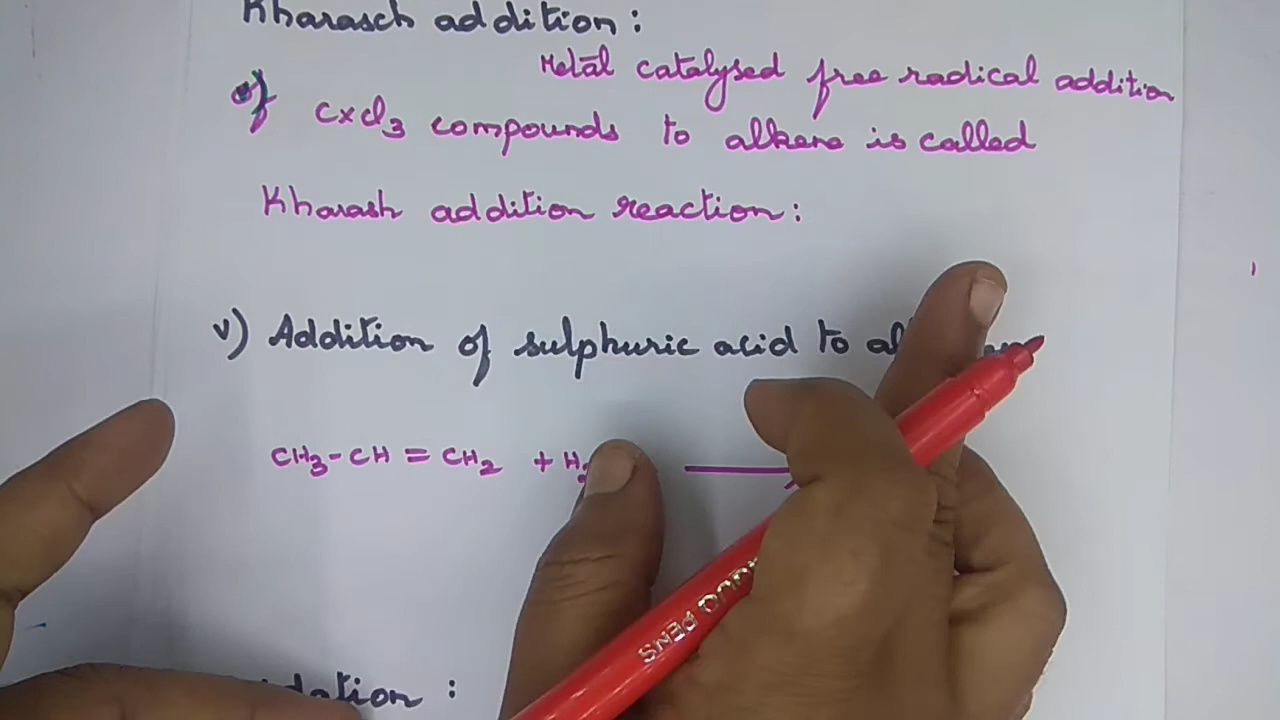 Kharasch addition:
Metal catalysed free radical addition
of CXCl3 compounds to alkene is called
Kharash addition reaction:
v) Addition of sulphuric acid to
CH3-CH=CH2 +
PENS
: